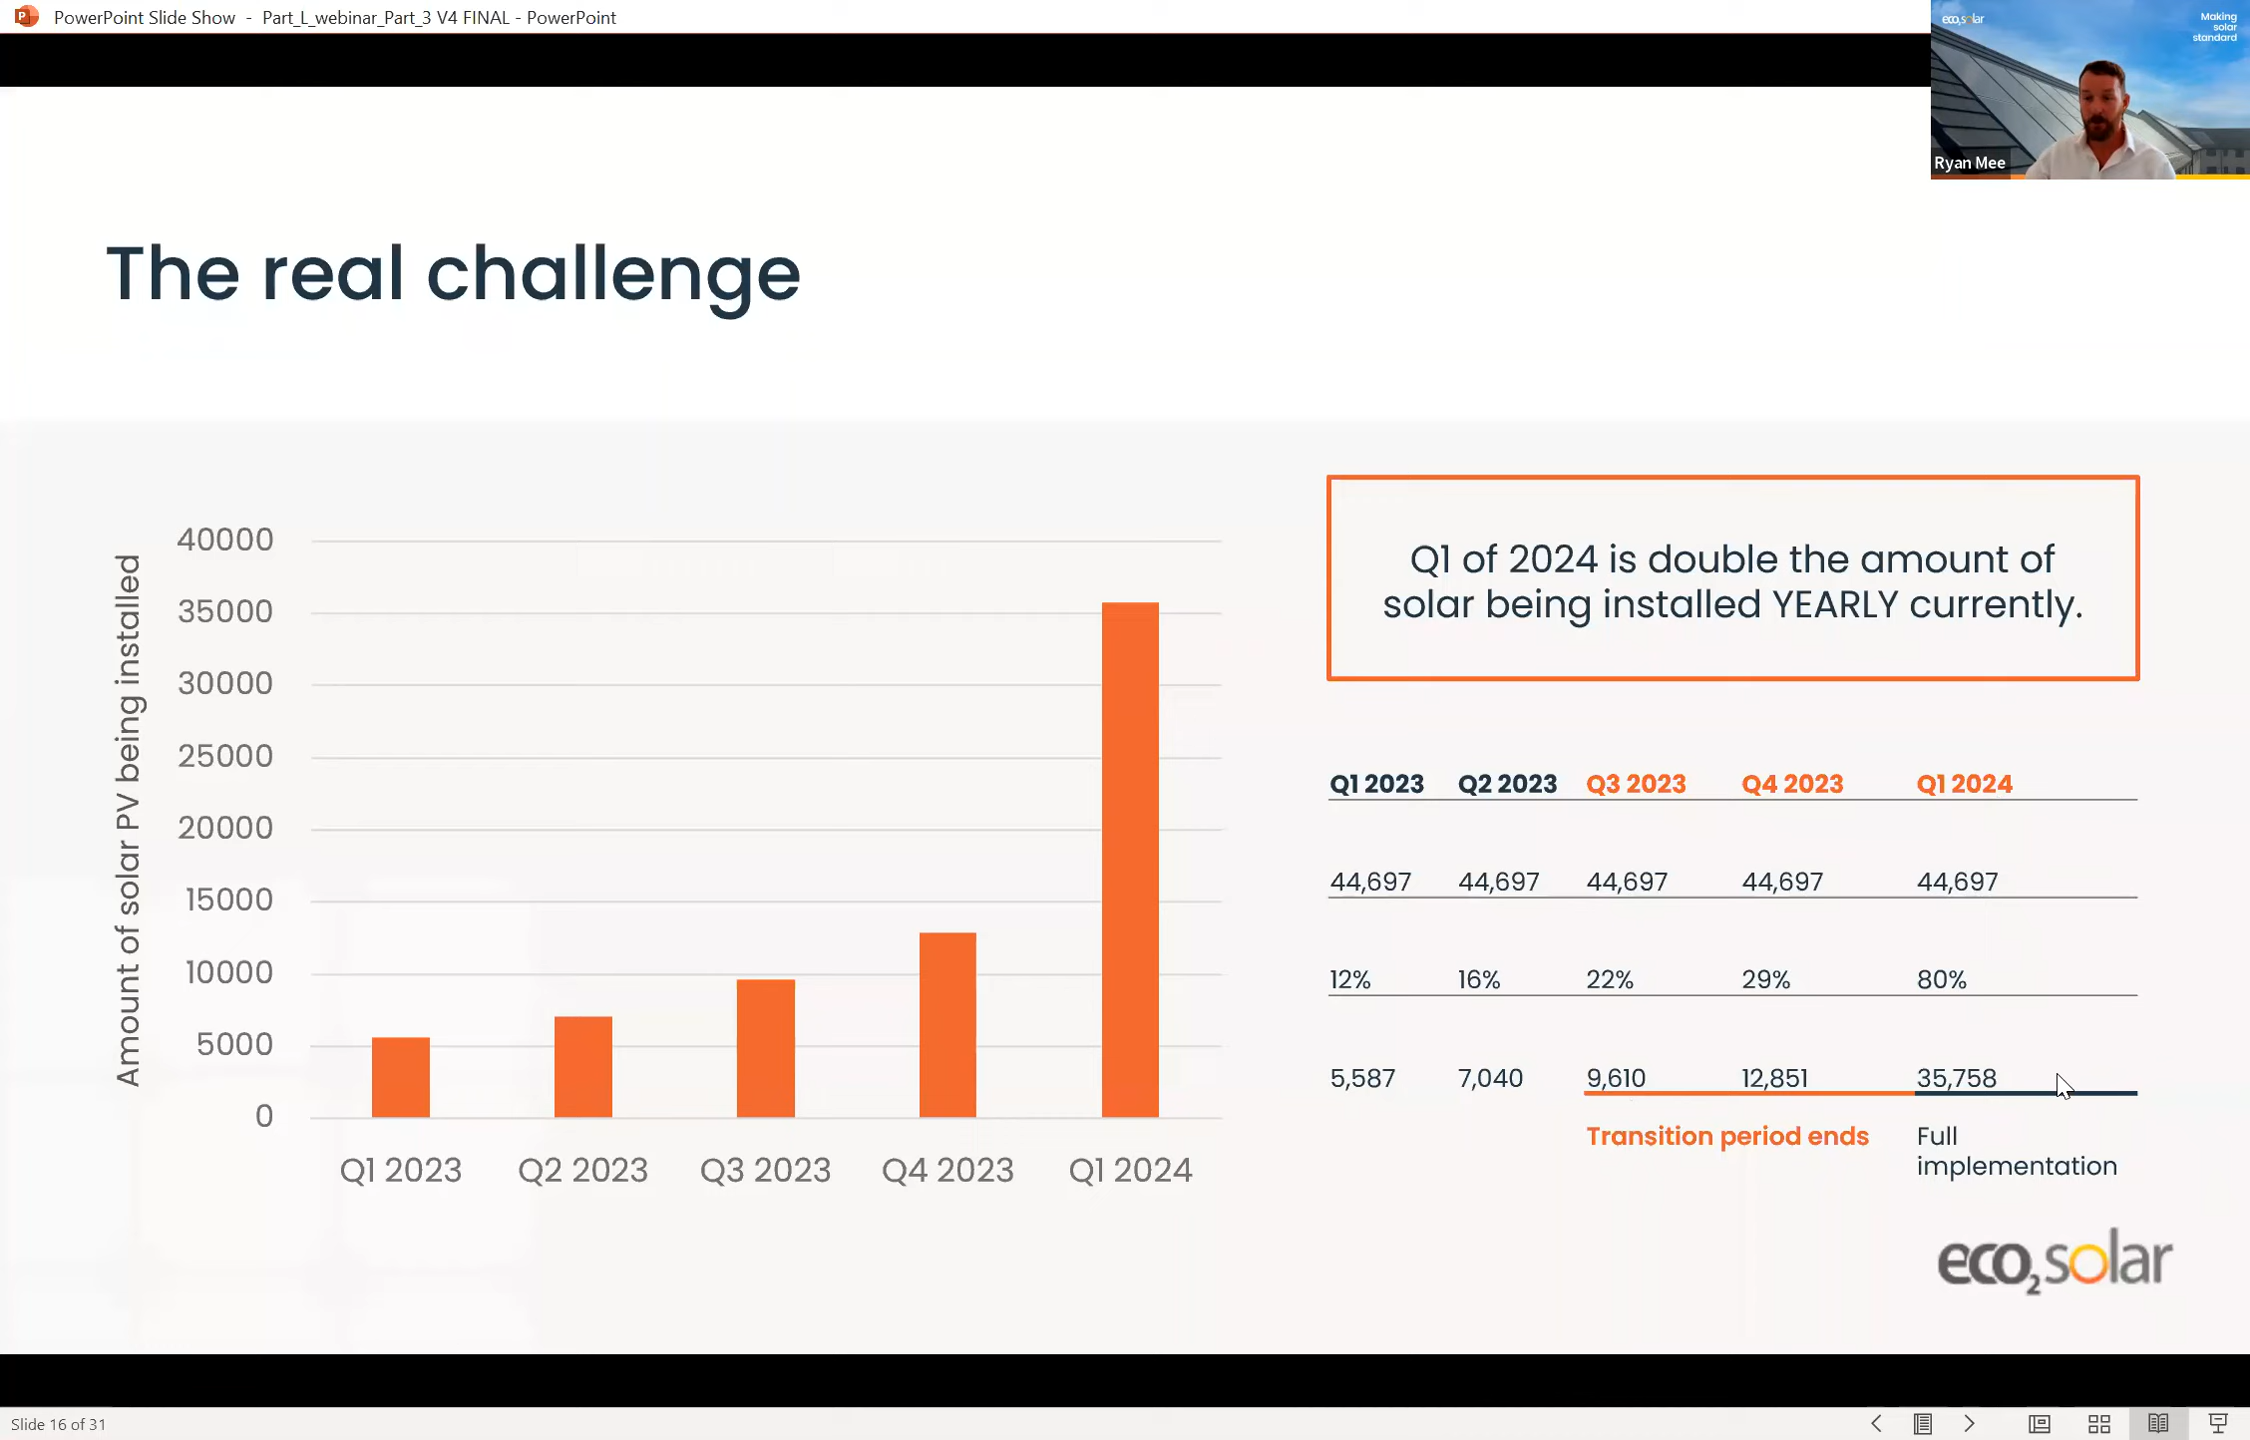 PowerPoint Slide Show - Part_L_webinar_Part_3 V4 FINAL - PowerPoint
eco2solar
Making
solar
standard
Ryan Mee
The real challenge
Amount of solar PV being installed
40000
35000
30000
25000
20000
15000
10000
5000
0
Q1 2023 Q2 2023 Q3 2023 Q4 2023 Q1 2024
Q1 of 2024 is double the amount of
solar being installed YEARLY currently.
Q1 2023 Q2 2023 Q3 2023 Q4 2023 Q1 2024
44,697 44,697 44,697 44,697 44,697
12% 16% 22% 29% 80%
5,587 7,040 9,610 12,851 35,758
Transition period ends
Full
implementation
eco2solar
Slide 16 of 31